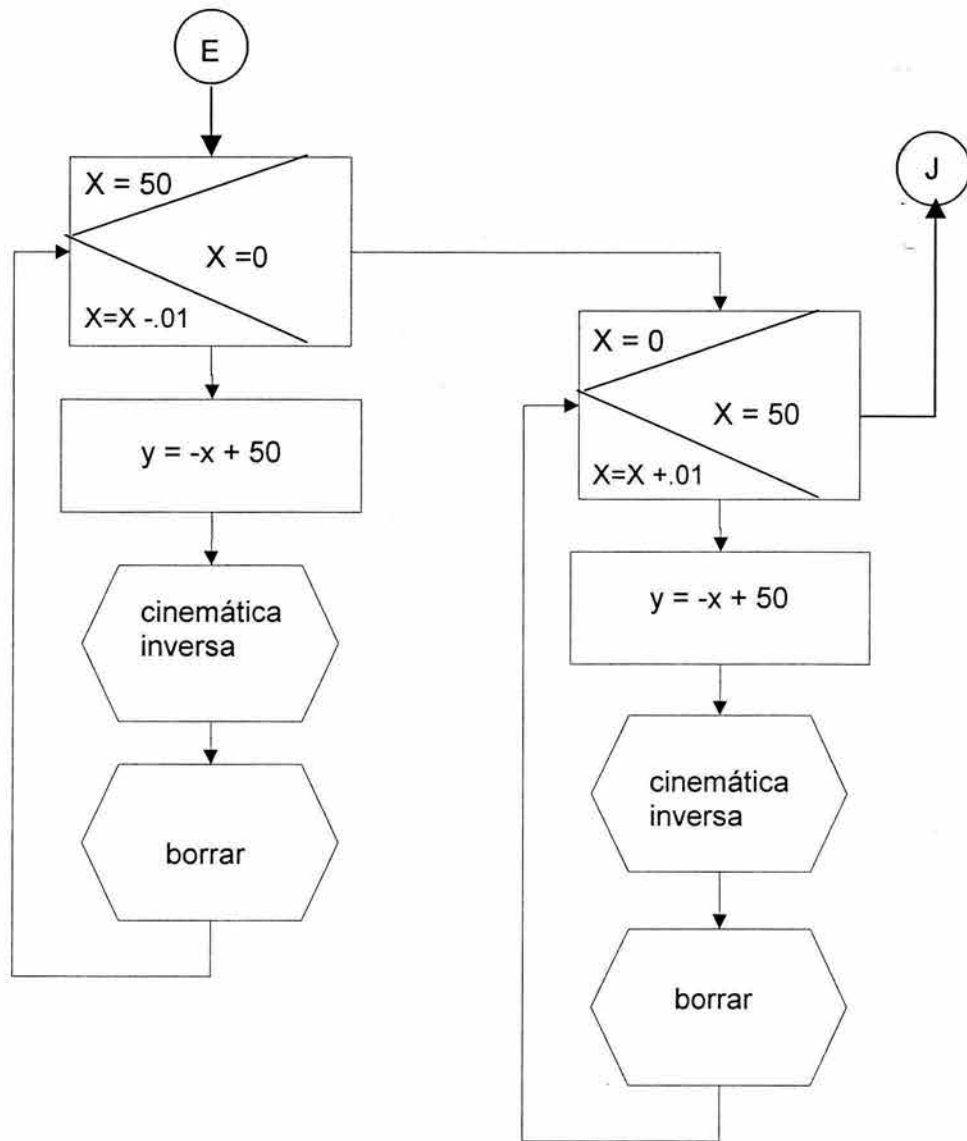 E
X = 50
X =0
X=X -.01
y = -x + 50
cinemática
inversa
borrar
J
X = 0
X = 50
X=X +.01
y = -x + 50
cinemática
inversa
borrar